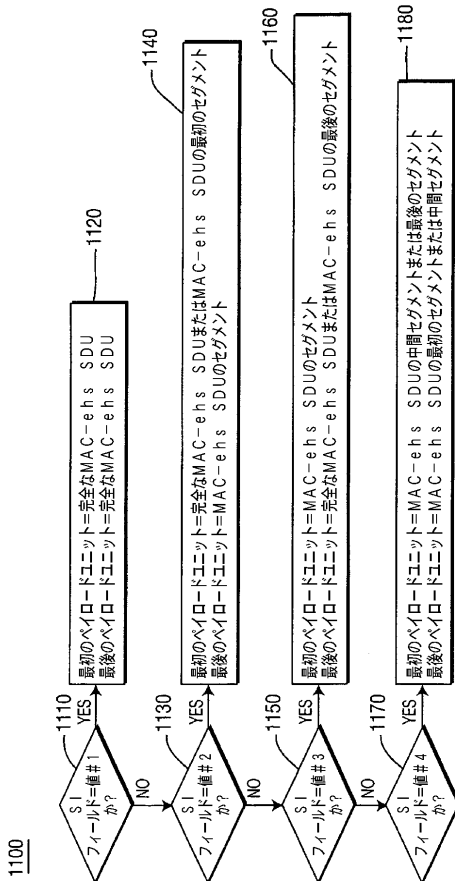 1100
1110
SI
フィールド=値#1
か?
YES
NO
1120
最初のペイロードユニット=完全なMAC-ehs SDU
最後のペイロードユニット=完全なMAC-ehs SDU
1130
SI
フィールド=値#2
か?
YES
NO
1140
最初のペイロードユニット=完全なMAC-ehs SDUまたはMAC-ehs SDUの最初のセグメント
最後のペイロードユニット=MAC-ehs SDUのセグメント
1150
SI
フィールド=値#3
か?
YES
NO
1160
最初のペイロードユニット=MAC-ehs SDUのセグメント
最後のペイロードユニット=完全なMAC-ehs SDUまたはMAC-ehs SDUの最後のセグメント
1170
SI
フィールド=値#4
か?
YES
1180
最初のペイロードユニット=MAC-ehs SDUの中間セグメントまたは最後のセグメント
最後のペイロードユニット=MAC-ehs SDUの最初のセグメントまたは中間セグメント